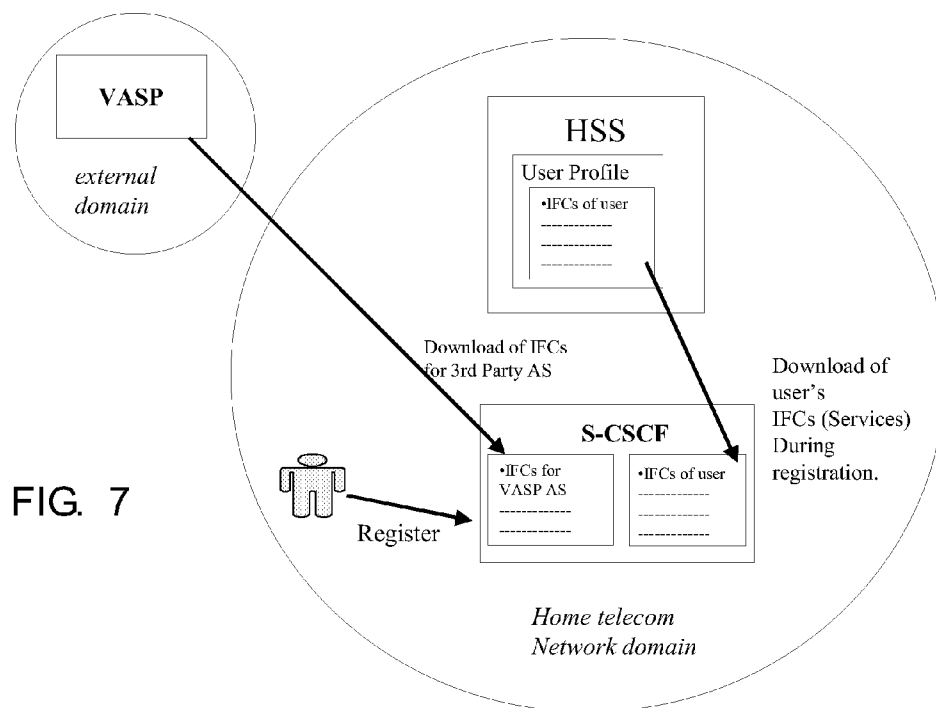 VASP
external
domain
HSS
User Profile
•IFCs of user
-------------
-------------
-------------
Download of IFCs
for 3rd Party AS
Download of
user's
IFCs (Services)
During
registration.
S-CSCF
•IFCs for
VASP AS
-------------
-------------
•IFCs of user
-------------
-------------
-------------
FIG. 7
Register
Home telecom
Network domain